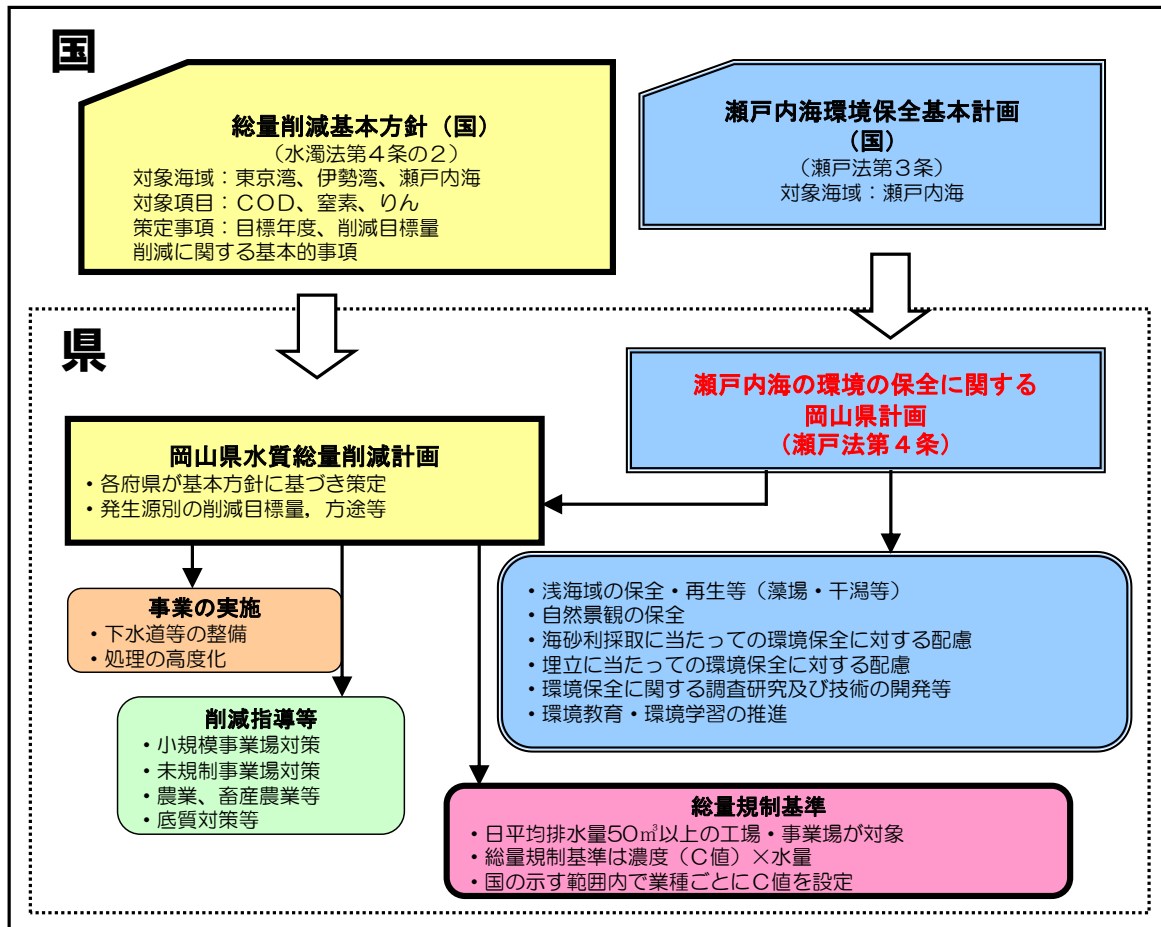 国
総量削減基本方針（国）
（水濁法第４条の２）
対象海域：東京湾、伊勢湾、瀬戸内海
対象項目：ＣＯＤ、窒素、りん
策定事項：目標年度、削減目標量
削減に関する基本的事項
瀬戸内海環境保全基本計画
（国）
（瀬戸法第３条）
対象海域：瀬戸内海
県
瀬戸内海の環境の保全に関する
岡山県計画
（瀬戸法第４条）
岡山県水質総量削減計画
・各府県が基本方針に基づき策定
・発生源別の削減目標量，方途等
・浅海域の保全・再生等（藻場・干潟等）
・自然景観の保全
・海砂利採取に当たっての環境保全に対する配慮
・埋立に当たっての環境保全に対する配慮
・環境保全に関する調査研究及び技術の開発等
・環境教育・環境学習の推進
事業の実施
・下水道等の整備
・処理の高度化
削減指導等
・小規模事業場対策
・未規制事業場対策
・農業、畜産農業等
・底質対策等
総量規制基準
・日平均排水量50㎥以上の工場・事業場が対象
・総量規制基準は濃度（Ｃ値）×水量
・国の示す範囲内で業種ごとにＣ値を設定